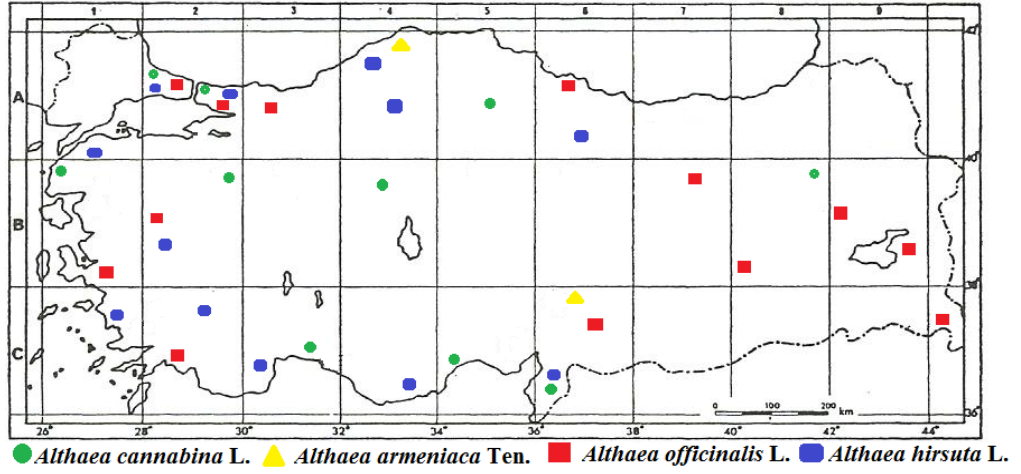 1 2 3 4 5 6 7 8 9
42°
A
40°
B
38°
C
36°
0 100 200 km
26° 28° 30° 32° 34° 36° 38° 40° 42° 44°
Althaea cannabina L. Althaea armeniaca Ten. Althaea officinalis L. Althaea hirsuta L.